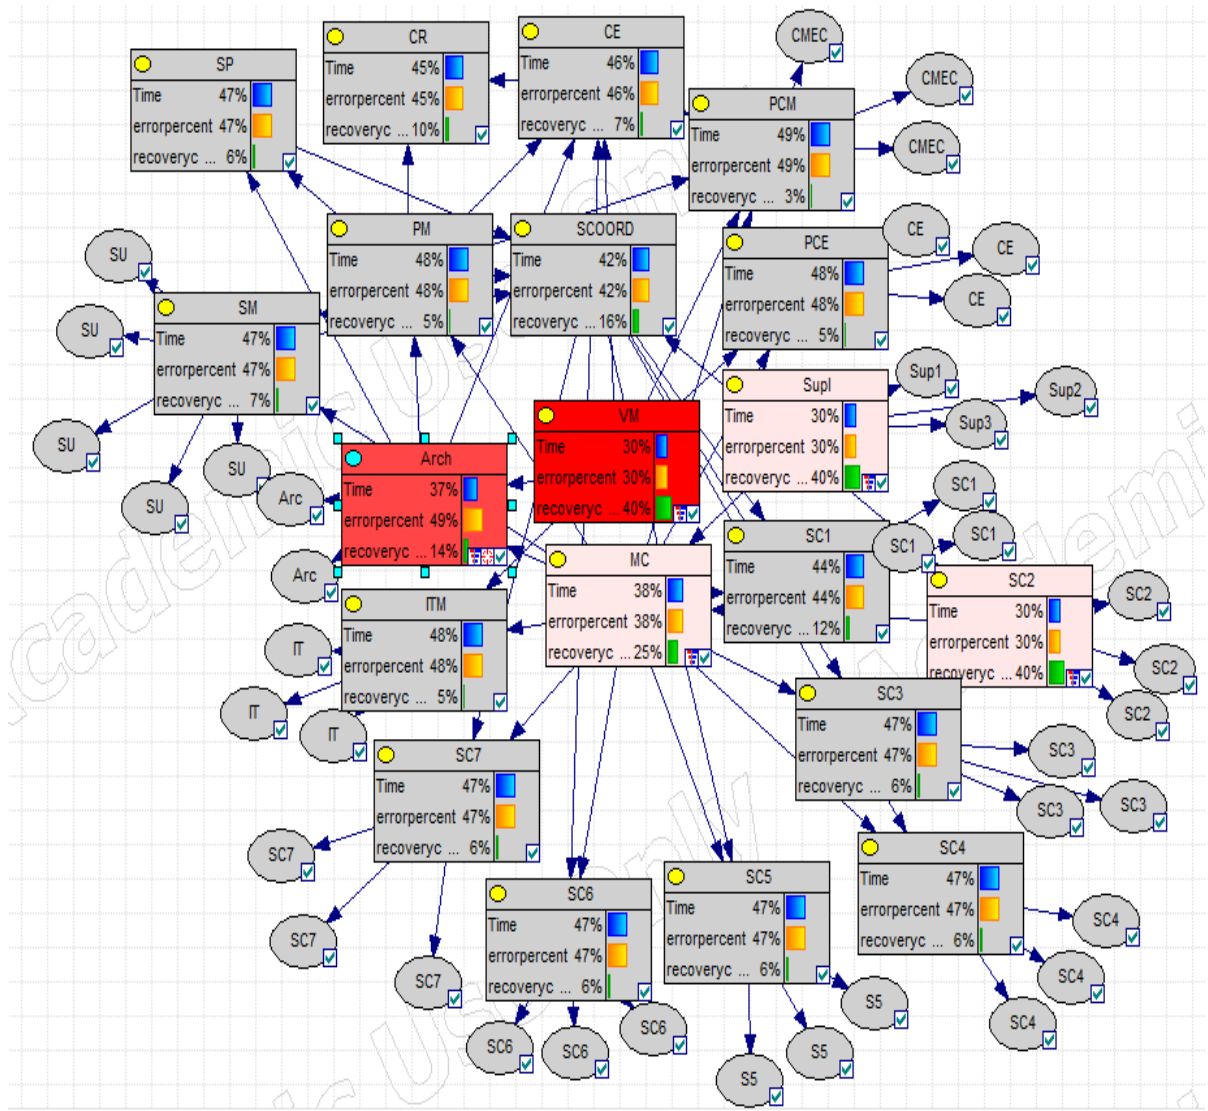 CR
Time 45%
errorpercent 45%
recoveryc ... 10%
CE
Time 46%
errorpercent 46%
recoveryc ... 7%
CMEC
SP
Time 47%
errorpercent 47%
recoveryc ... 6%
PCM
Time 49%
errorpercent 49%
recoveryc ... 3%
CMEC
CMEC
PM
Time 48%
errorpercent 48%
recoveryc ... 5%
SCOORD
Time 42%
errorpercent 42%
recoveryc ... 16%
PCE
Time 48%
errorpercent 48%
recoveryc ... 5%
CE
CE
CE
SU
SU
SM
Time 47%
errorpercent 47%
recoveryc ... 7%
SU
SU
SU
Supl
Time 30%
errorpercent 30%
recoveryc ... 40%
Sup1
Sup2
Sup3
VM
Time 30%
errorpercent 30%
recoveryc ... 40%
Arch
Time 37%
errorpercent 49%
recoveryc ... 14%
Arc
Arc
SC1
Time 44%
errorpercent 44%
recoveryc ... 12%
SC1
SC1
SC1
MC
Time 38%
errorpercent 38%
recoveryc ... 25%
SC2
Time 30%
errorpercent 30%
recoveryc ... 40%
SC2
SC2
SC2
ITM
Time 48%
errorpercent 48%
recoveryc ... 5%
IT
IT
IT
SC3
Time 47%
errorpercent 47%
recoveryc ... 6%
SC3
SC3
SC3
SC7
Time 47%
errorpercent 47%
recoveryc ... 6%
SC7
SC7
SC7
SC4
Time 47%
errorpercent 47%
recoveryc ... 6%
SC4
SC4
SC4
SC6
Time 47%
errorpercent 47%
recoveryc ... 6%
SC6
SC6
SC6
SC5
Time 47%
errorpercent 47%
recoveryc ... 6%
S5
S5
S5